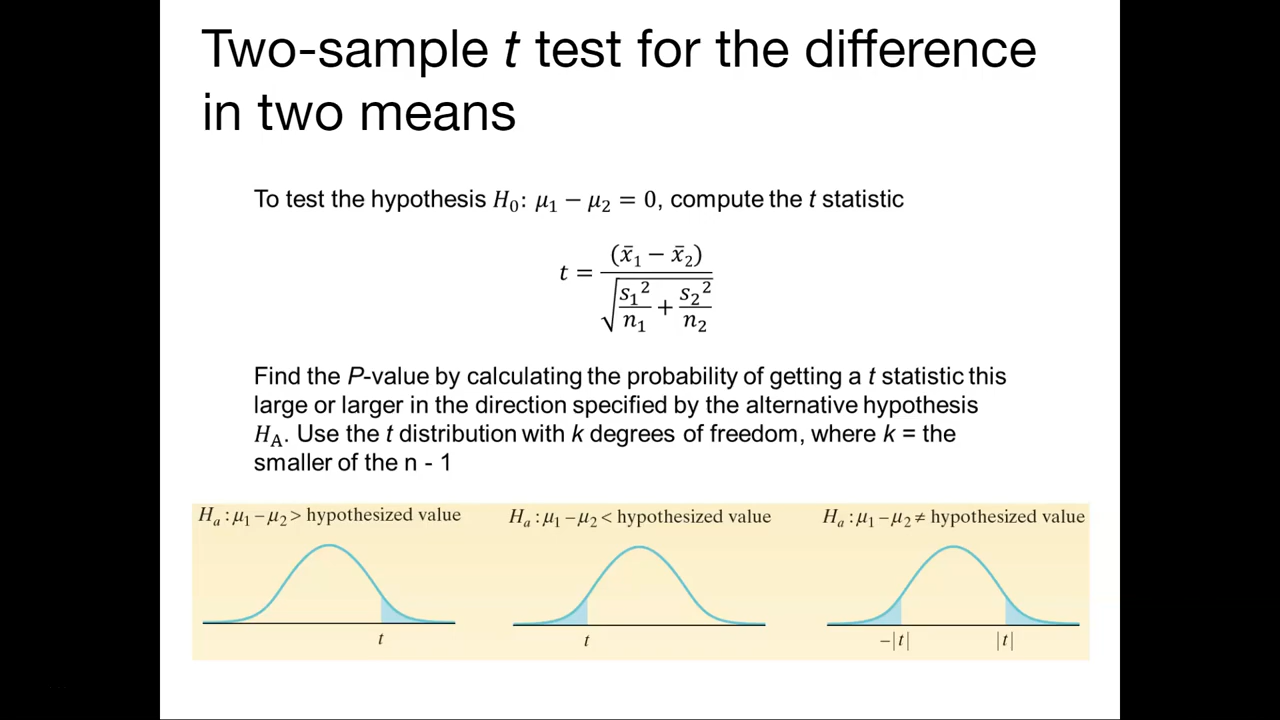 Two-sample t test for the difference
in two means
To test the hypothesis H₀: μ₁ − μ₂ = 0, compute the t statistic
t = (x̄₁ − x̄₂) / √(s₁²/n₁ + s₂²/n₂)
Find the P-value by calculating the probability of getting a t statistic this
large or larger in the direction specified by the alternative hypothesis
H_A. Use the t distribution with k degrees of freedom, where k = the
smaller of the n - 1
Hₐ : μ₁ − μ₂ > hypothesized value
t
Hₐ : μ₁ − μ₂ < hypothesized value
t
Hₐ : μ₁ − μ₂ ≠ hypothesized value
−|t| |t|